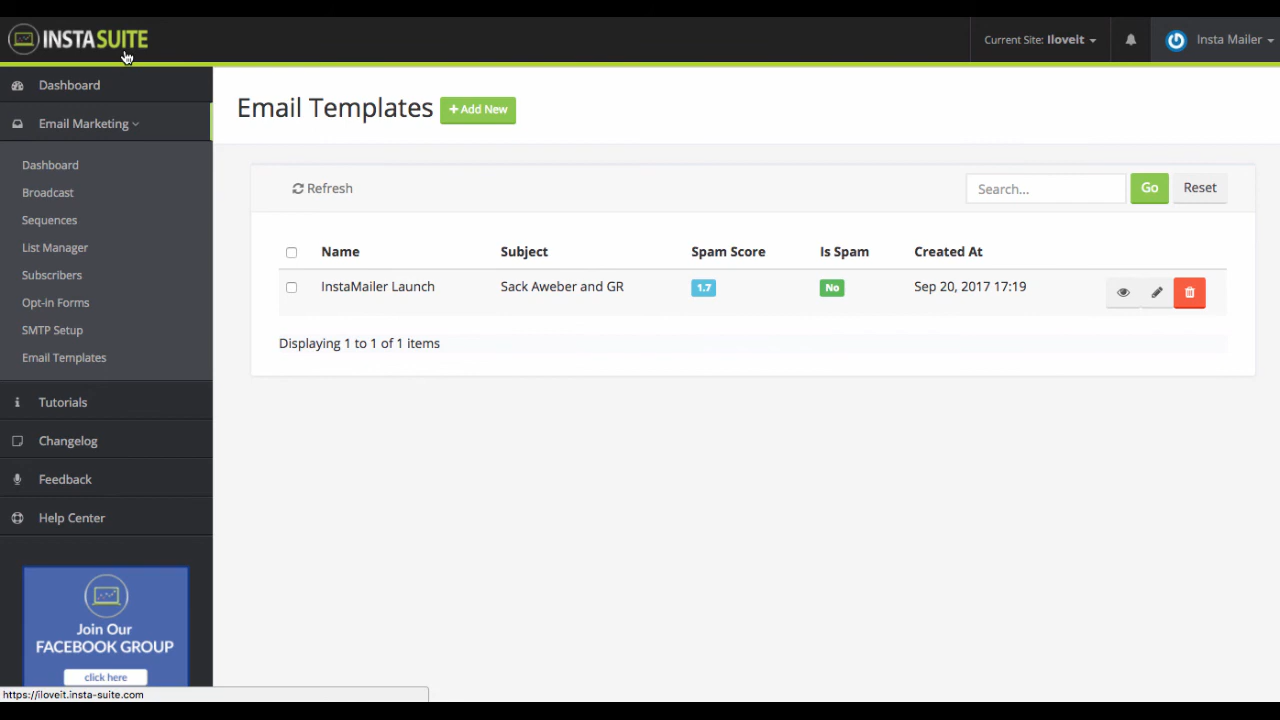 INSTASUITE
Current Site: Iloveit
Insta Mailer
Dashboard
Email Marketing
Dashboard
Broadcast
Sequences
List Manager
Subscribers
Opt-in Forms
SMTP Setup
Email Templates
Tutorials
Changelog
Feedback
Help Center
Join Our
FACEBOOK GROUP
click here
https://iloveit.insta-suite.com
Email Templates
+ Add New
Refresh
Search...
Go
Reset
Name Subject Spam Score Is Spam Created At
InstaMailer Launch Sack Aweber and GR 1.7 No Sep 20, 2017 17:19
Displaying 1 to 1 of 1 items